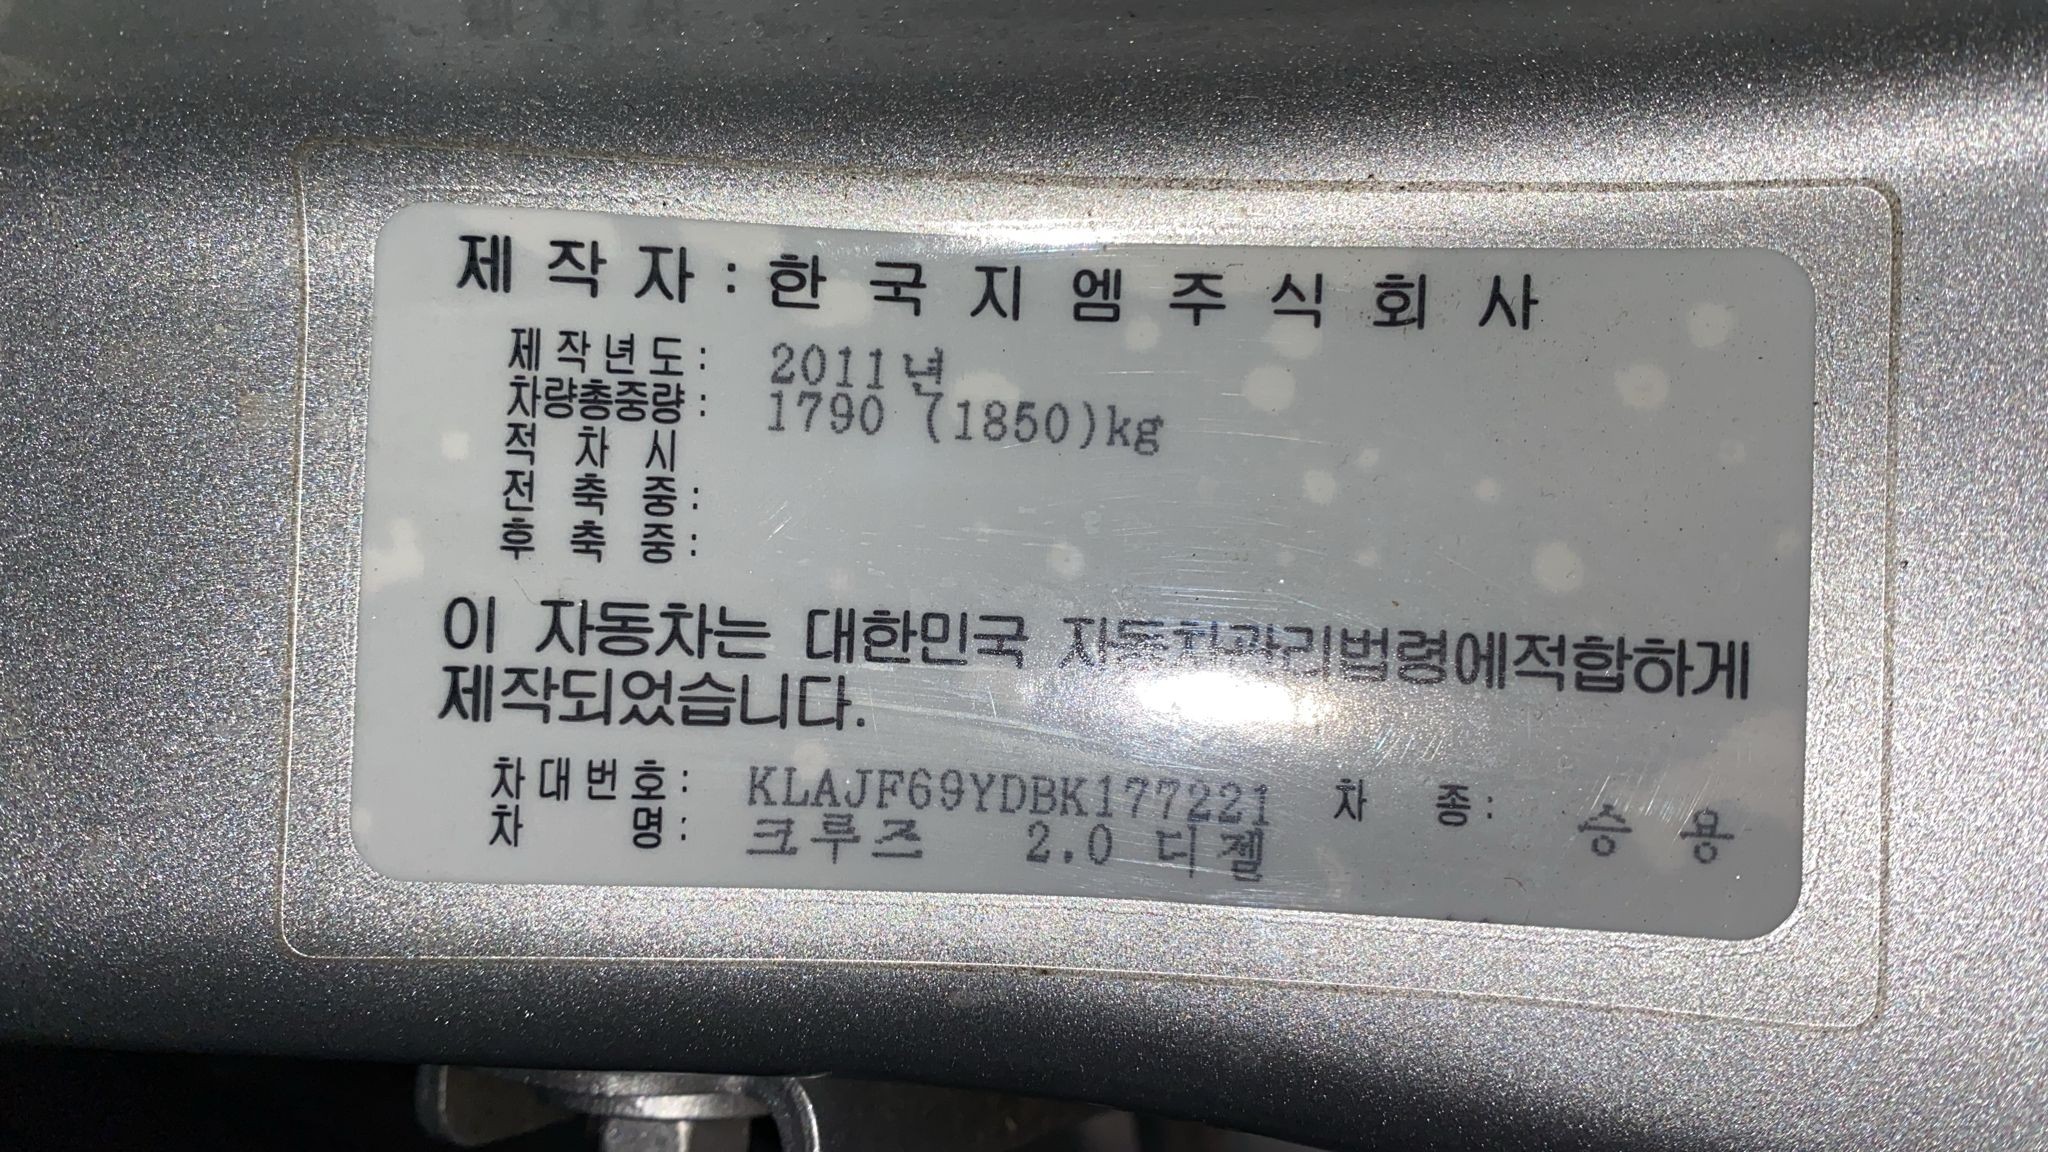 제작자: 한국지엠주식회사
제작년도: 2011년
차량총중량: 1790 (1850)kg
적차시
전축중:
후축중:
이 자동차는 대한민국 자동차관리법령에적합하게
제작되었습니다.
차대번호: KLAJF69YDBK177221 차종: 승용
차명: 크루즈 2.0 디젤